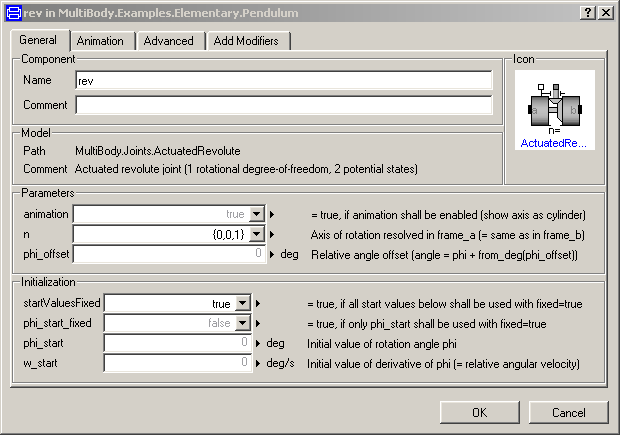 rev in MultiBody.Examples.Elementary.Pendulum
General Animation Advanced Add Modifiers
Component
Name rev
Comment
Icon
a b
n=
ActuatedRe...
Model
Path MultiBody.Joints.ActuatedRevolute
Comment Actuated revolute joint (1 rotational degree-of-freedom, 2 potential states)
Parameters
animation true = true, if animation shall be enabled (show axis as cylinder)
n {0,0,1} Axis of rotation resolved in frame_a (= same as in frame_b)
phi_offset 0 deg Relative angle offset (angle = phi + from_deg(phi_offset))
Initialization
startValuesFixed true = true, if all start values below shall be used with fixed=true
phi_start_fixed false = true, if only phi_start shall be used with fixed=true
phi_start 0 deg Initial value of rotation angle phi
w_start 0 deg/s Initial value of derivative of phi (= relative angular velocity)
OK Cancel